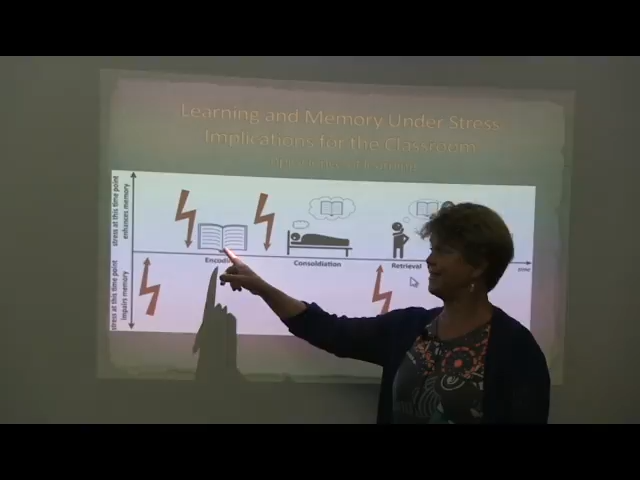 Learning and Memory Under Stress
Implications for the Classroom
stress at this time point
enhances memory
stress at this time point
impairs memory
Consolidation
Retrieval
time